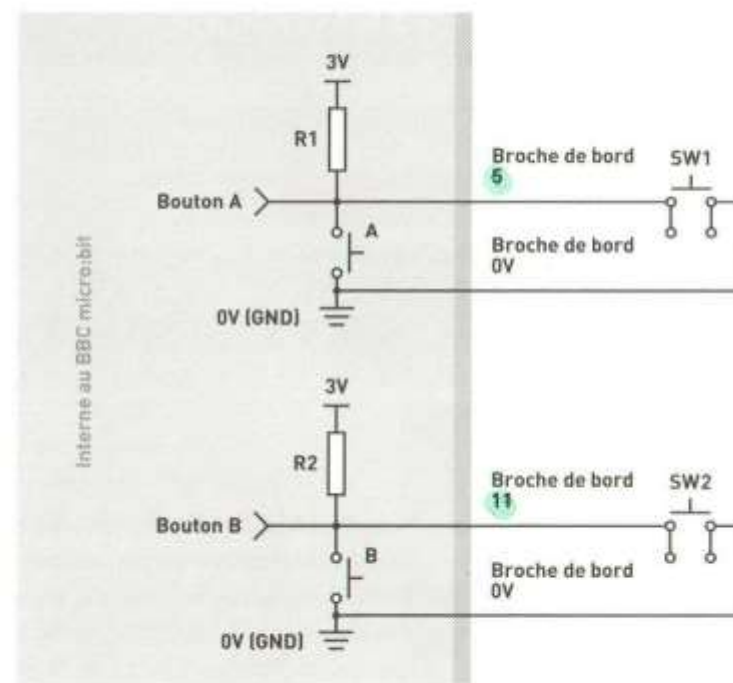 3V
R1
Broche de bord
5
SW1
Bouton A
A
Broche de bord
0V
0V (GND)
Interne au BBC micro:bit
3V
R2
Broche de bord
11
SW2
Bouton B
B
Broche de bord
0V
0V (GND)